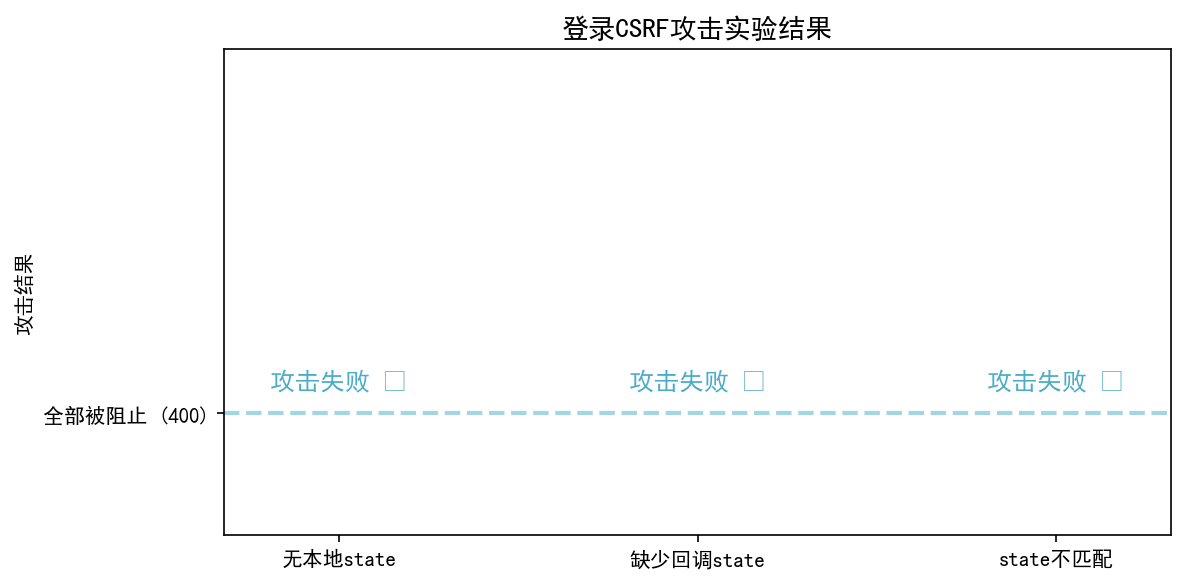 登录CSRF攻击实验结果
攻击结果
攻击失败 □
攻击失败 □
攻击失败 □
全部被阻止 (400)
无本地state
缺少回调state
state不匹配